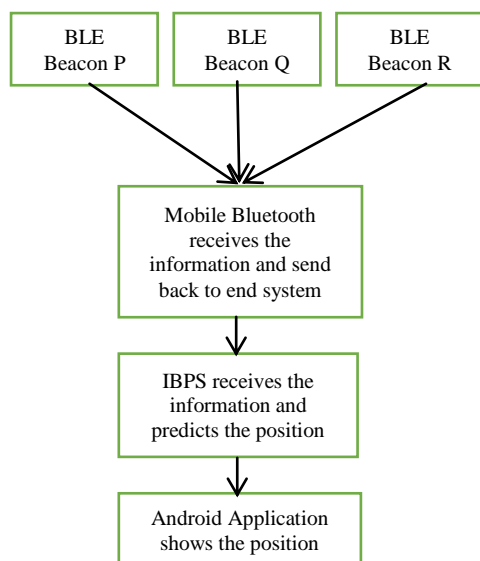 BLE
Beacon P
BLE
Beacon Q
BLE
Beacon R
Mobile Bluetooth
receives the
information and send
back to end system
IBPS receives the
information and
predicts the position
Android Application
shows the position